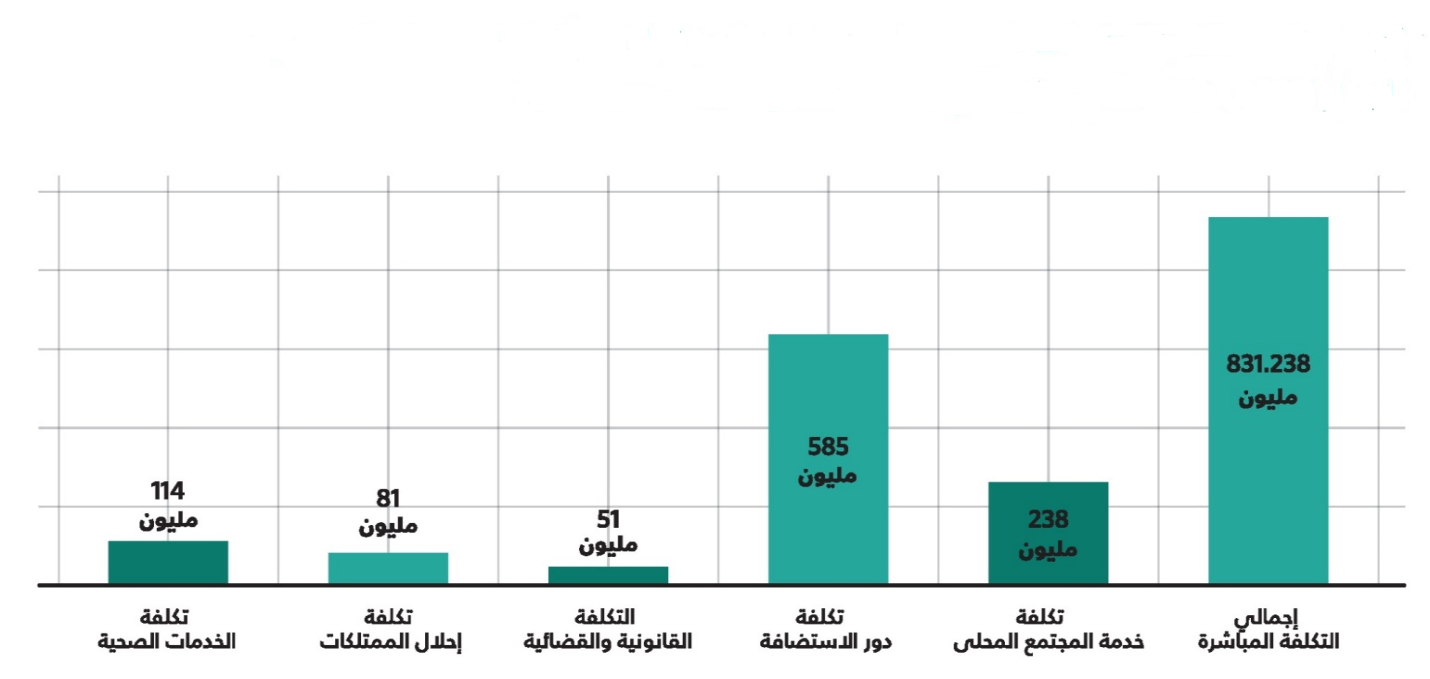 831.238
مليون
238
مليون
585
مليون
51
مليون
81
مليون
114
مليون
إجمالي
التكلفة المباشرة
تكلفة
خدمة المجتمع المحلى
تكلفة
دور الاستضافة
التكلفة
القانونية والقضائية
تكلفة
إحلال الممتلكات
تكلفة
الخدمات الصحية